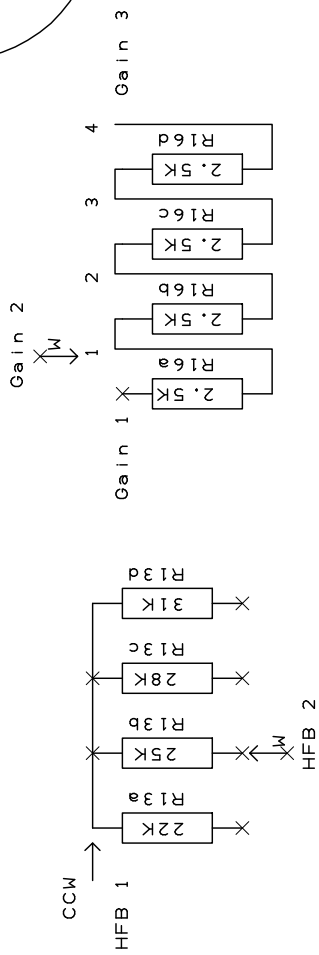 Gain 3
4
R16d
2.5K
3
R16c
2.5K
2
R16b
2.5K
Gain 2
W
1
R16a
2.5K
Gain 1
R13d
31K
R13c
28K
R13b
25K
W
HFB 2
R13a
22K
CCW
HFB 1